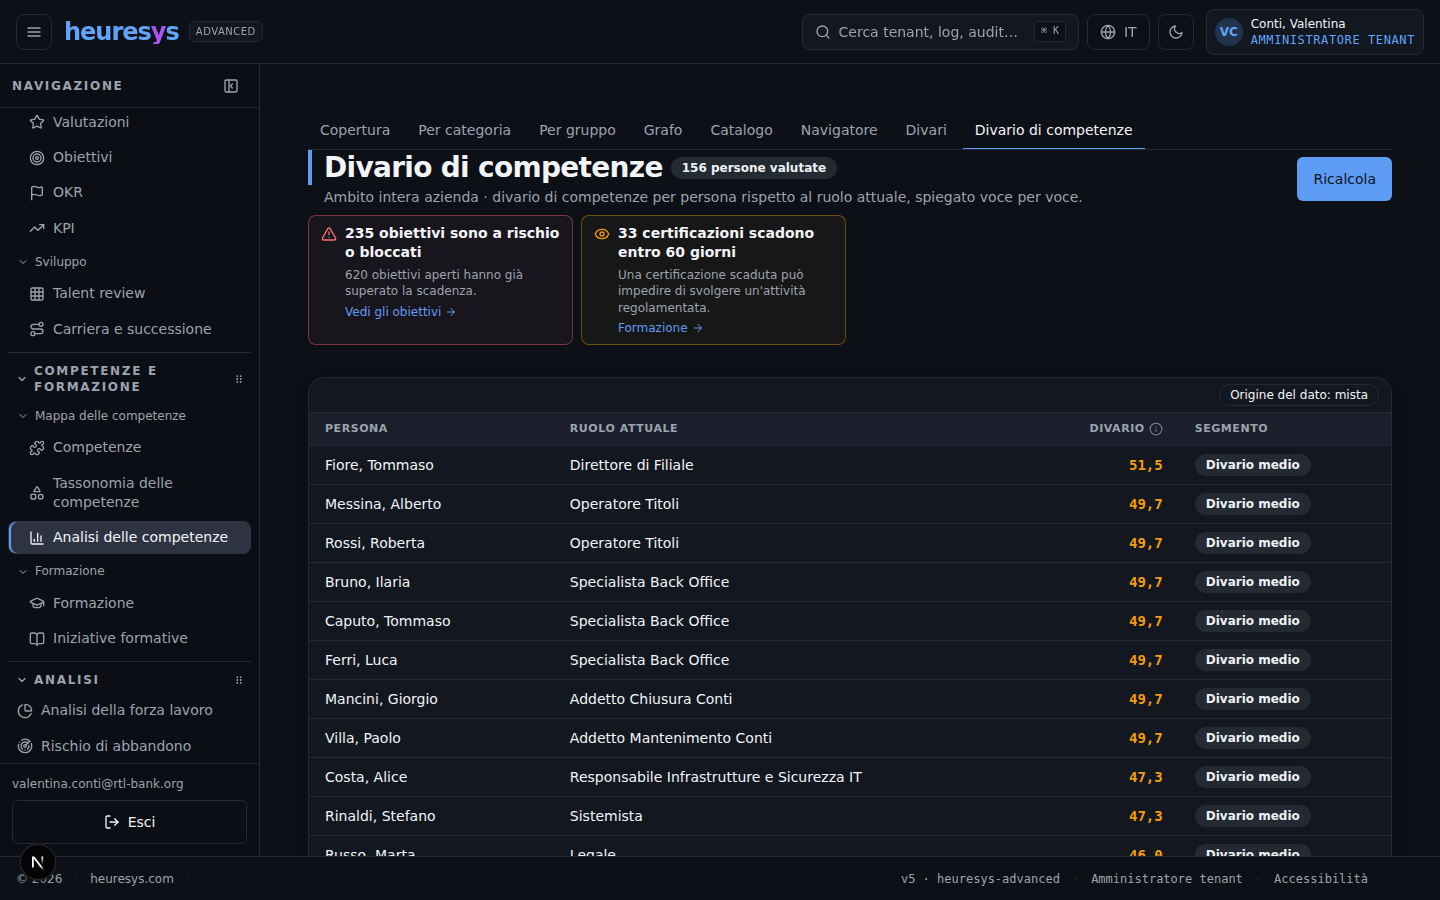 heuresys ADVANCED
Cerca tenant, log, audit... ⌘ K
IT
VC Conti, Valentina
AMMINISTRATORE TENANT
NAVIGAZIONE
Valutazioni
Obiettivi
OKR
KPI
Sviluppo
Talent review
Carriera e successione
COMPETENZE E
FORMAZIONE
Mappa delle competenze
Competenze
Tassonomia delle
competenze
Analisi delle competenze
Formazione
Formazione
Iniziative formative
ANALISI
Analisi della forza lavoro
Rischio di abbandono
valentina.conti@rtl-bank.org
Esci
Copertura Per categoria Per gruppo Grafo Catalogo Navigatore Divari Divario di competenze
Divario di competenze 156 persone valutate
Ambito intera azienda · divario di competenze per persona rispetto al ruolo attuale, spiegato voce per voce.
Ricalcola
235 obiettivi sono a rischio
o bloccati
620 obiettivi aperti hanno già
superato la scadenza.
Vedi gli obiettivi →
33 certificazioni scadono
entro 60 giorni
Una certificazione scaduta può
impedire di svolgere un'attività
regolamentata.
Formazione →
Origine del dato: mista
PERSONA RUOLO ATTUALE DIVARIO SEGMENTO
Fiore, Tommaso Direttore di Filiale 51,5 Divario medio
Messina, Alberto Operatore Titoli 49,7 Divario medio
Rossi, Roberta Operatore Titoli 49,7 Divario medio
Bruno, Ilaria Specialista Back Office 49,7 Divario medio
Caputo, Tommaso Specialista Back Office 49,7 Divario medio
Ferri, Luca Specialista Back Office 49,7 Divario medio
Mancini, Giorgio Addetto Chiusura Conti 49,7 Divario medio
Villa, Paolo Addetto Mantenimento Conti 49,7 Divario medio
Costa, Alice Responsabile Infrastrutture e Sicurezza IT 47,3 Divario medio
Rinaldi, Stefano Sistemista 47,3 Divario medio
Russo, Marta Legale 46,0 Divario medio
N
© 2026 · heuresys.com
v5 · heuresys-advanced · Amministratore tenant · Accessibilità